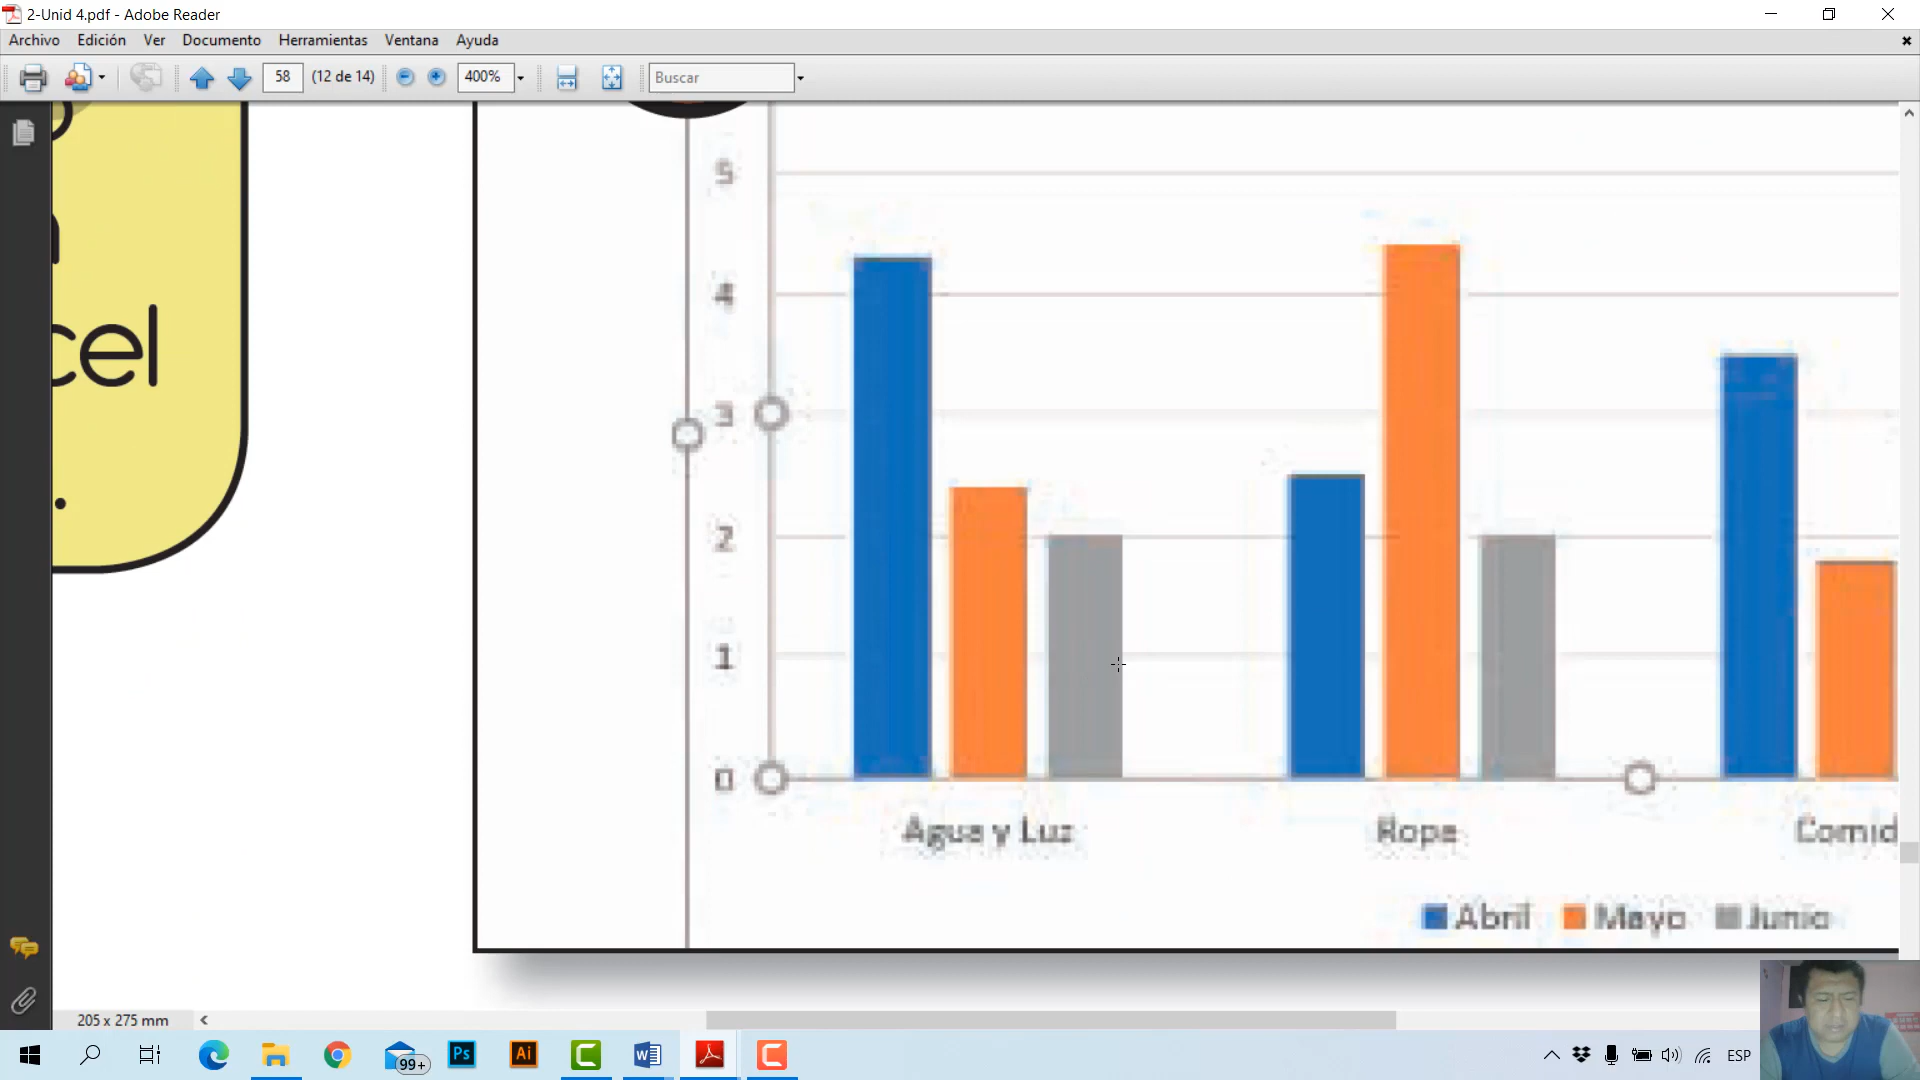 2-Unid 4.pdf - Adobe Reader
Archivo Edición Ver Documento Herramientas Ventana Ayuda
58 (12 de 14) 400% Buscar
5
4
cel
3
2
.
1
0
Agua y Luz Ropa Comid
Abril Mayo Junio
205 x 275 mm
99+ Ps Ai ESP